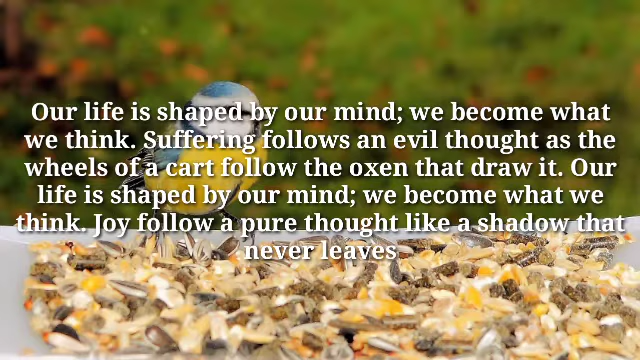 Our life is shaped by our mind; we become what
we think. Suffering follows an evil thought as the
wheels of a cart follow the oxen that draw it. Our
life is shaped by our mind; we become what we
think. Joy follow a pure thought like a shadow that
never leaves